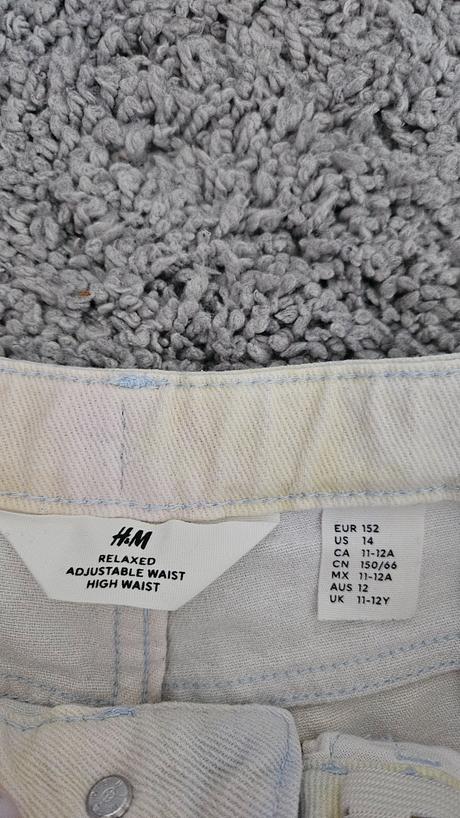 H&M
RELAXED
ADJUSTABLE WAIST
HIGH WAIST
EUR 152
US 14
CA 11-12A
CN 150/66
MX 11-12A
AUS 12
UK 11-12Y